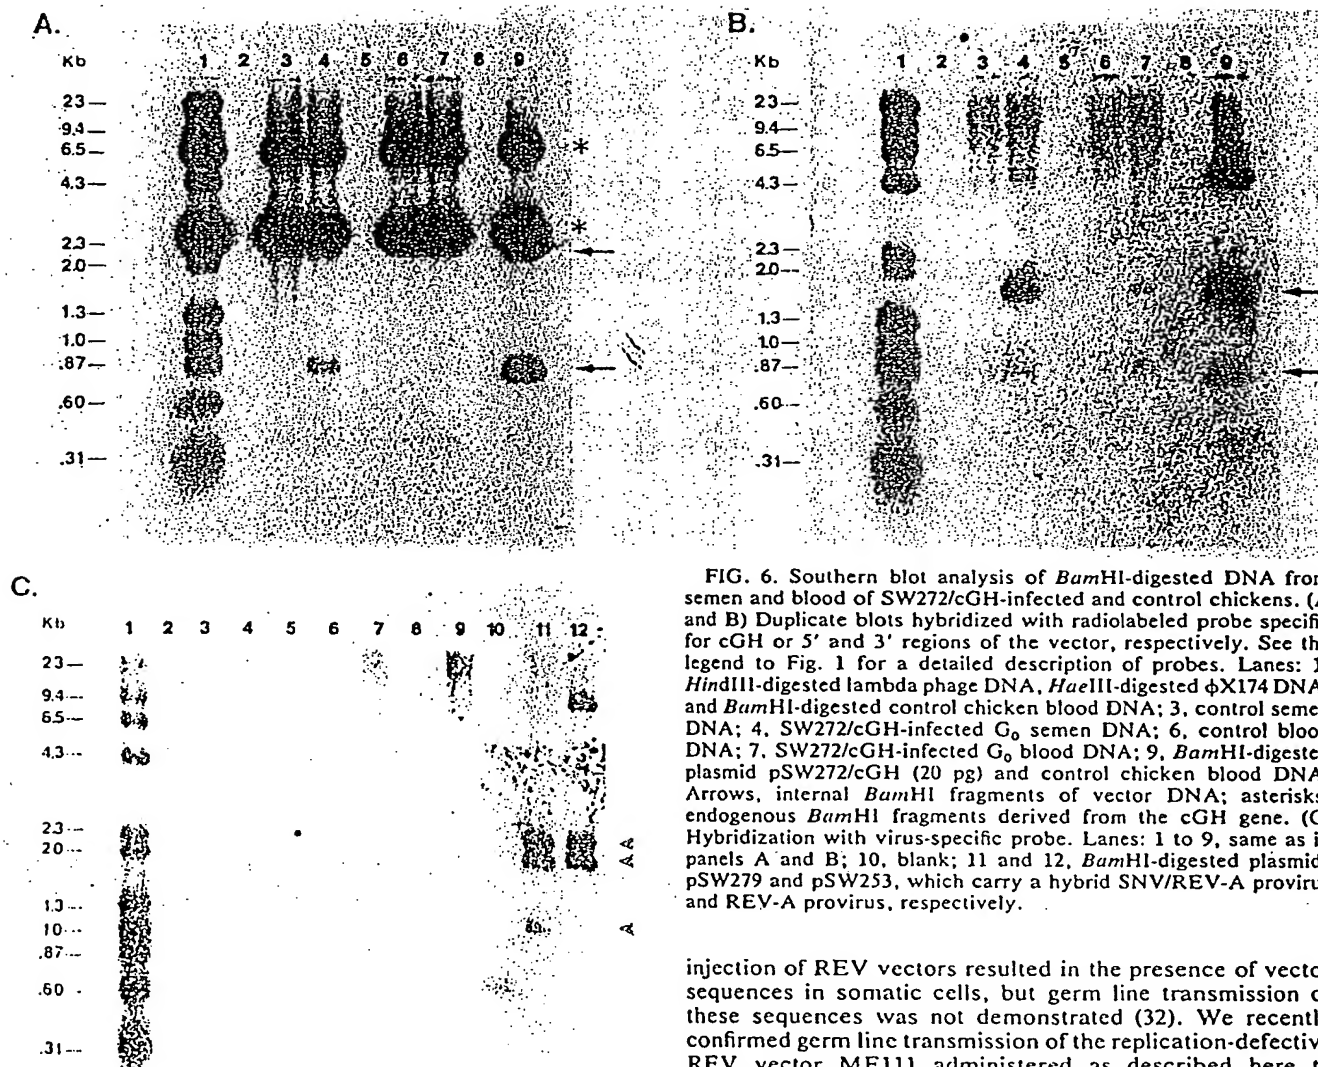 A.
Kb 1 2 3 4 5 6 7 8 9
23
9.4
6.5
4.3
2.3
2.0
1.3
1.0
.87
.60
.31
*
*
B.
Kb 1 2 3 4 5 6 7 8 9
23
9.4
6.5
4.3
2.3
2.0
1.3
1.0
.87
.60
.31
C.
Kb 1 2 3 4 5 6 7 8 9 10 11 12
23
9.4
6.5
4.3
2.3
20
1.3
10
.87
.60
.31
FIG. 6. Southern blot analysis of BamHI-digested DNA from
semen and blood of SW272/cGH-infected and control chickens. (A
and B) Duplicate blots hybridized with radiolabeled probe specific
for cGH or 5' and 3' regions of the vector, respectively. See the
legend to Fig. 1 for a detailed description of probes. Lanes: 1
HindIII-digested lambda phage DNA, HaeIII-digested ϕX174 DNA
and BamHI-digested control chicken blood DNA; 3, control semen
DNA; 4, SW272/cGH-infected G₀ semen DNA; 6, control blood
DNA; 7, SW272/cGH-infected G₀ blood DNA; 9, BamHI-digested
plasmid pSW272/cGH (20 pg) and control chicken blood DNA
Arrows, internal BamHI fragments of vector DNA; asterisks
endogenous BamHI fragments derived from the cGH gene. (C
Hybridization with virus-specific probe. Lanes: 1 to 9, same as in
panels A and B; 10, blank; 11 and 12, BamHI-digested plasmid
pSW279 and pSW253, which carry a hybrid SNV/REV-A proviru
and REV-A provirus, respectively.
injection of REV vectors resulted in the presence of vecto
sequences in somatic cells, but germ line transmission o
these sequences was not demonstrated (32). We recentl
confirmed germ line transmission of the replication-defectiv
REV vector ME111 administered as described here t